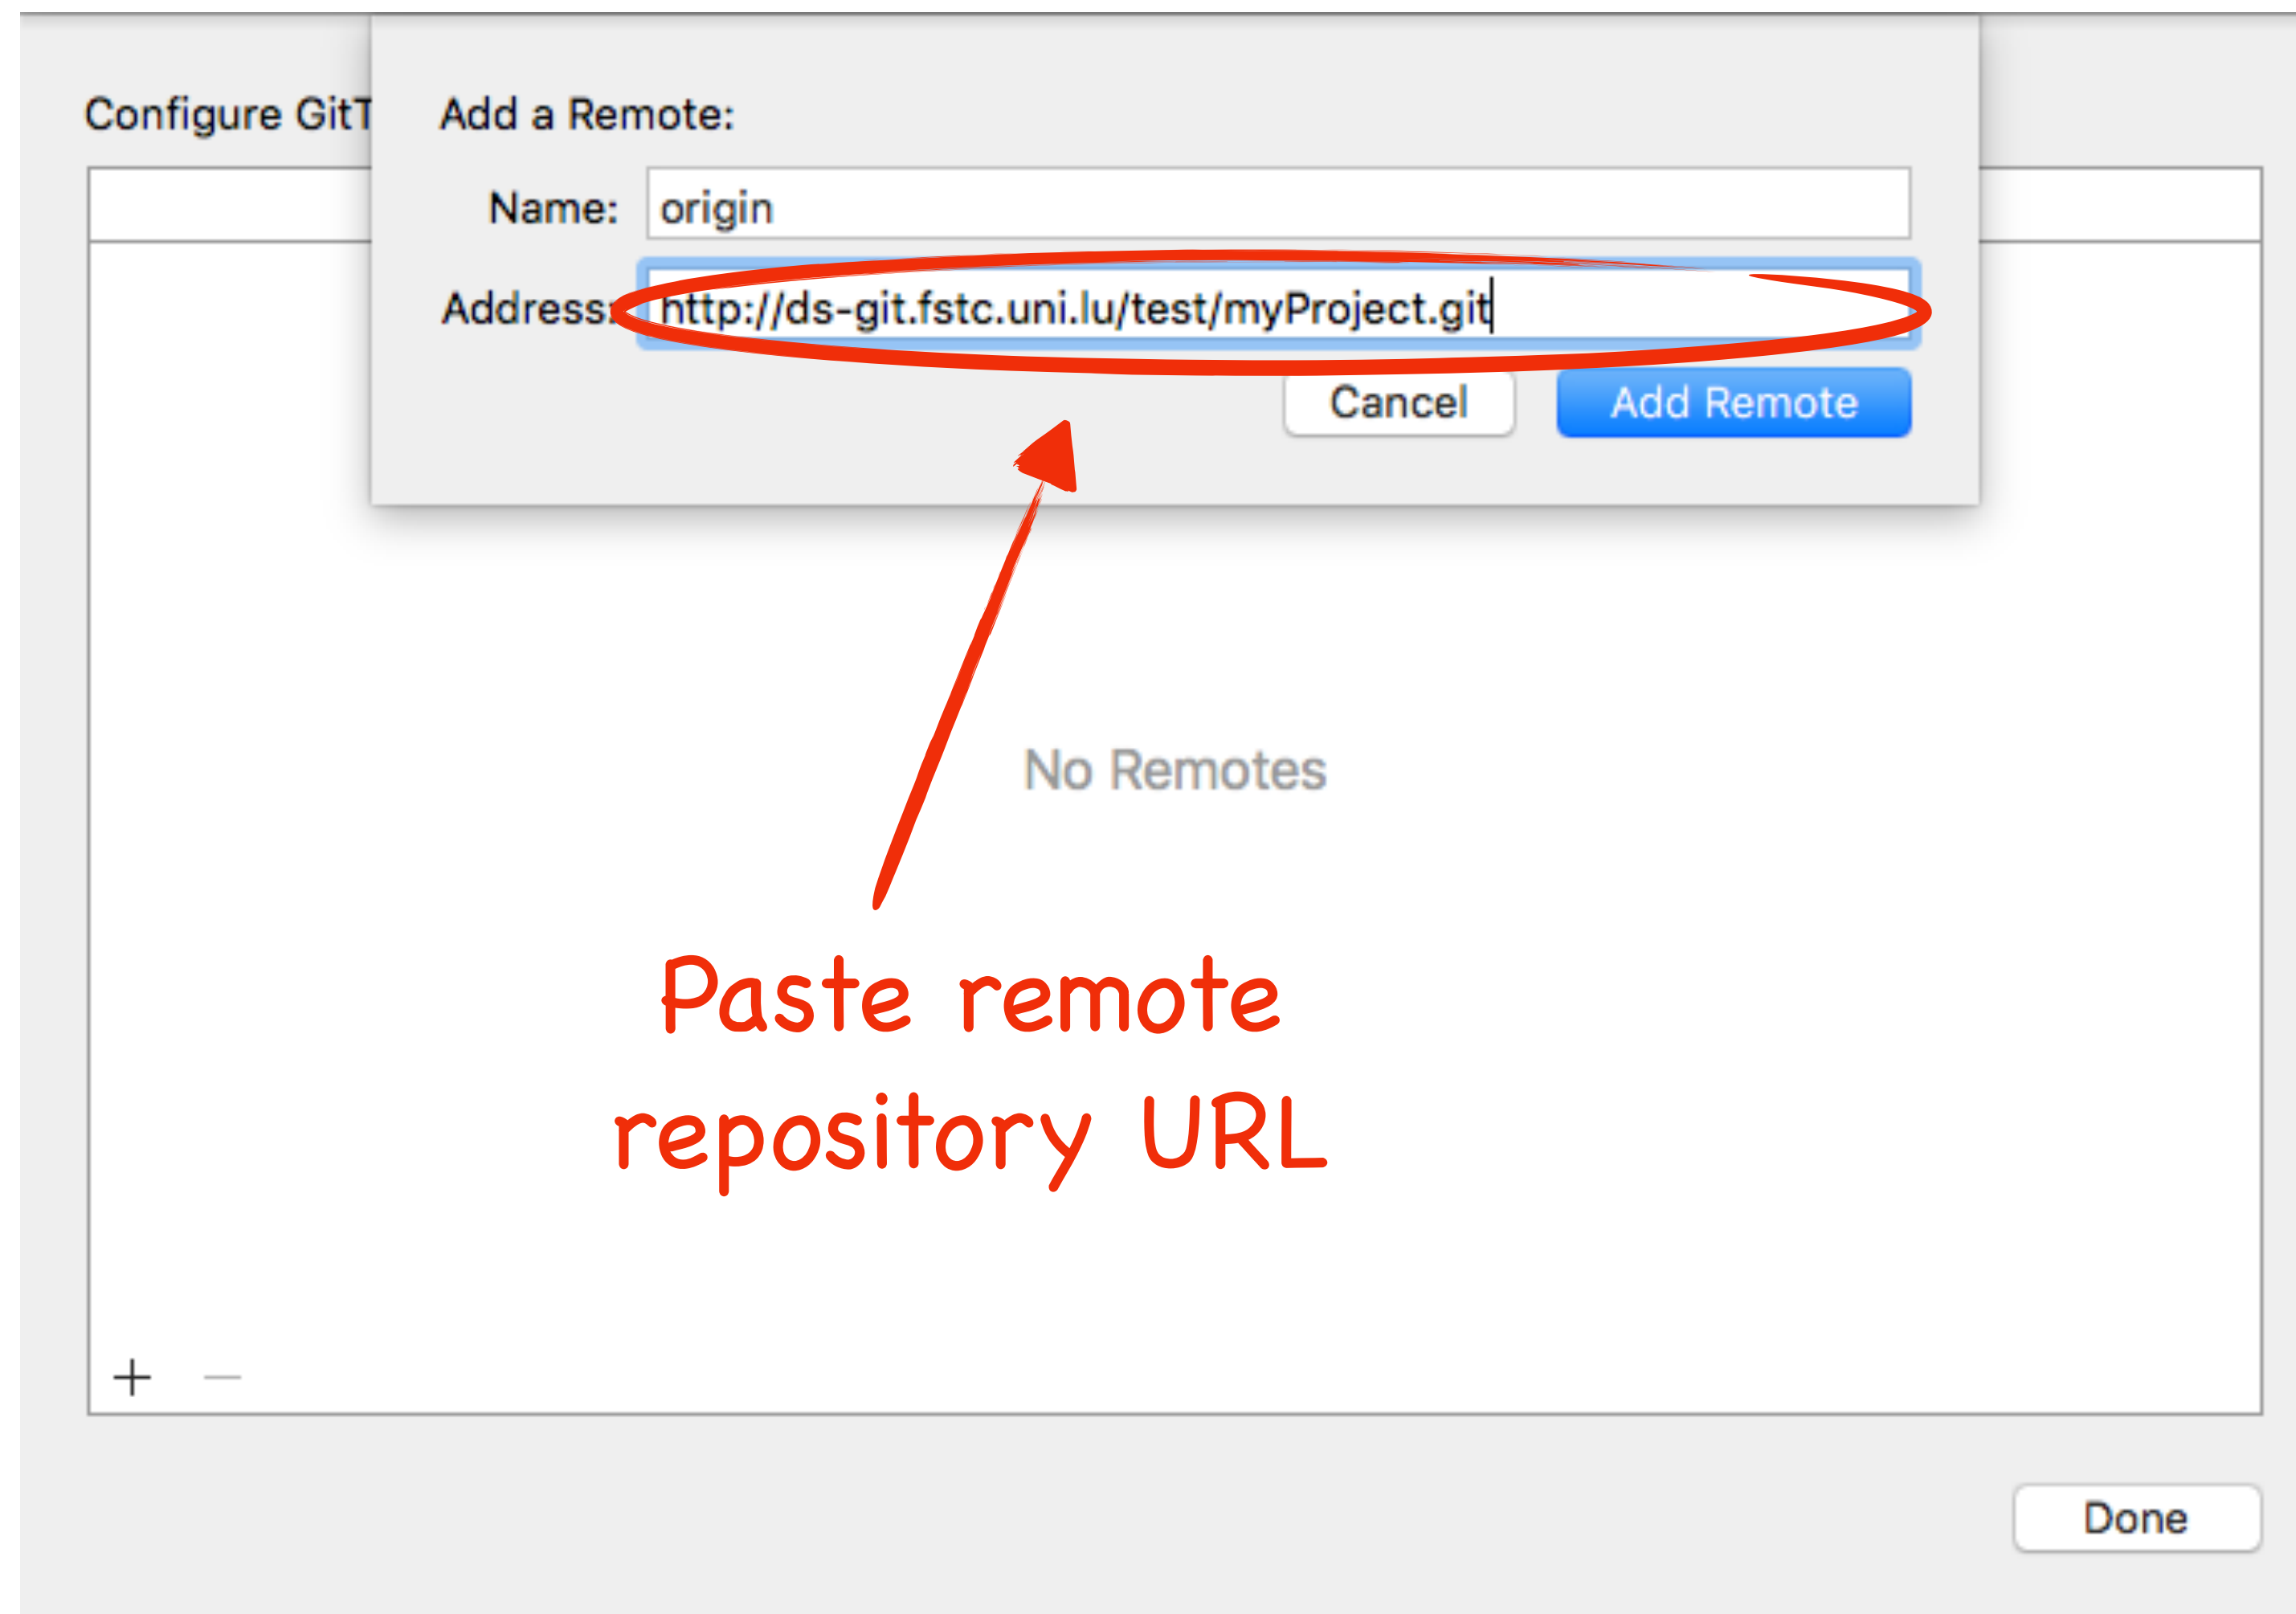 Configure GitT
Add a Remote:
Name: origin
Address: http://ds-git.fstc.uni.lu/test/myProject.git
Cancel Add Remote
No Remotes
Paste remote
repository URL
+ −
Done